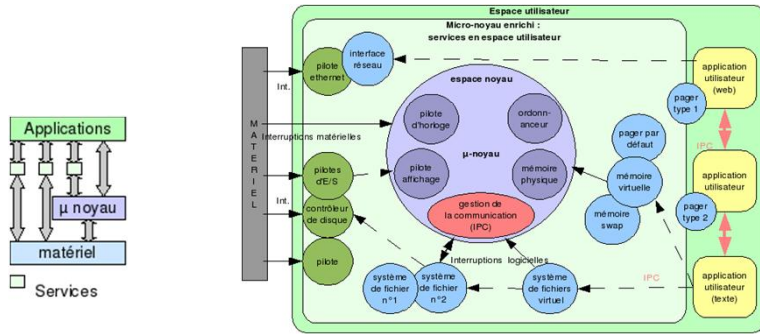 Applications
µ noyau
matériel
Services
Espace utilisateur
Micro-noyau enrichi :
services en espace utilisateur
MATERIEL
Int.
Interruptions matérielles
Int.
pilote
ethernet
interface
réseau
pilotes
d'E/S
contrôleur
de disque
pilote
espace noyau
pilote
d'horloge
ordonn-
anceur
µ-noyau
pilote
affichage
mémoire
physique
gestion de
la communication
(IPC)
pager par
défaut
mémoire
virtuelle
mémoire
swap
Interruptions logicielles
système
de fichier
n°1
système
de fichier
n°2
système
de fichiers
virtuel
IPC
application
utilisateur
(web)
pager
type 1
IPC
application
utilisateur
pager
type 2
application
utilisateur
(texte)